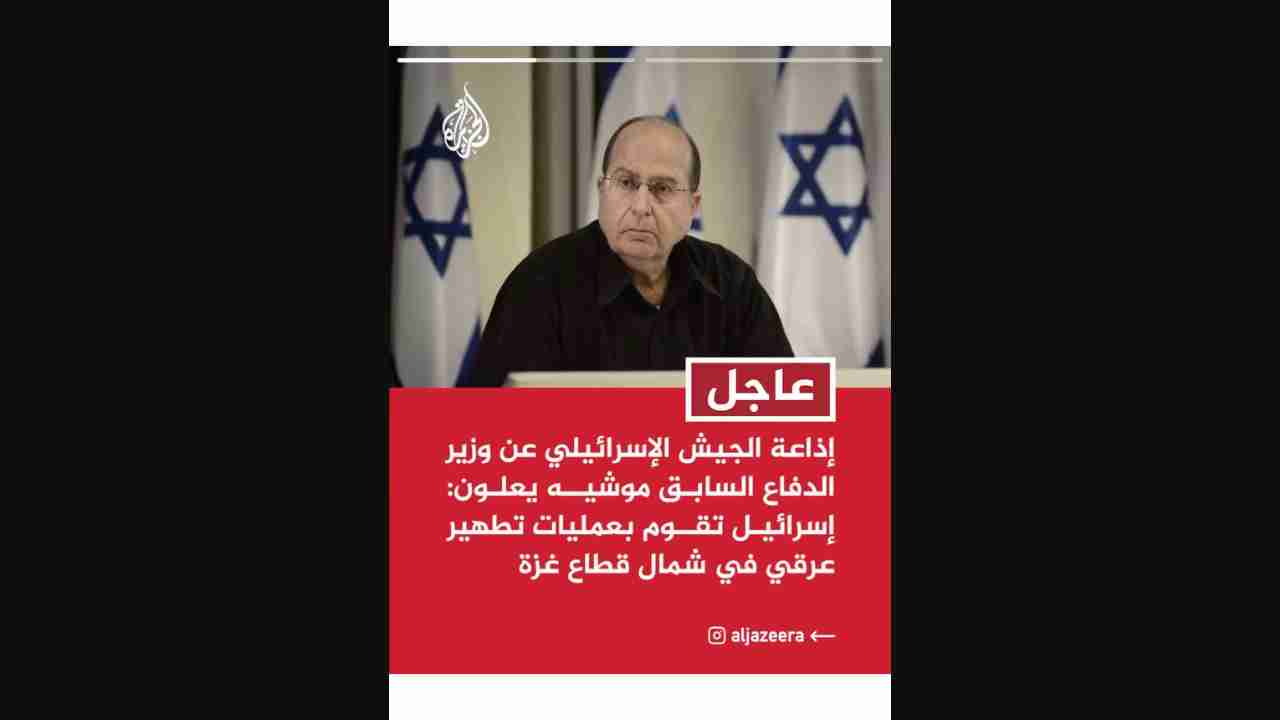 الجزيرة
عاجل
إذاعة الجيش الإسرائيلي عن وزير
الدفاع السابق موشيه يعلون:
إسرائيل تقوم بعمليات تطهير
عرقي في شمال قطاع غزة
aljazeera